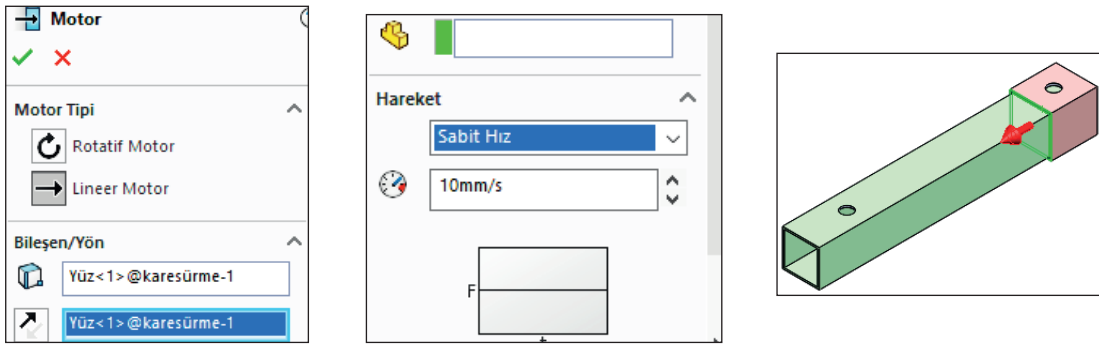 Motor
Motor Tipi
Rotatif Motor
Lineer Motor
Bileşen/Yön
Yüz<1>@karesürme-1
Yüz<1>@karesürme-1
Hareket
Sabit Hız
10mm/s
F